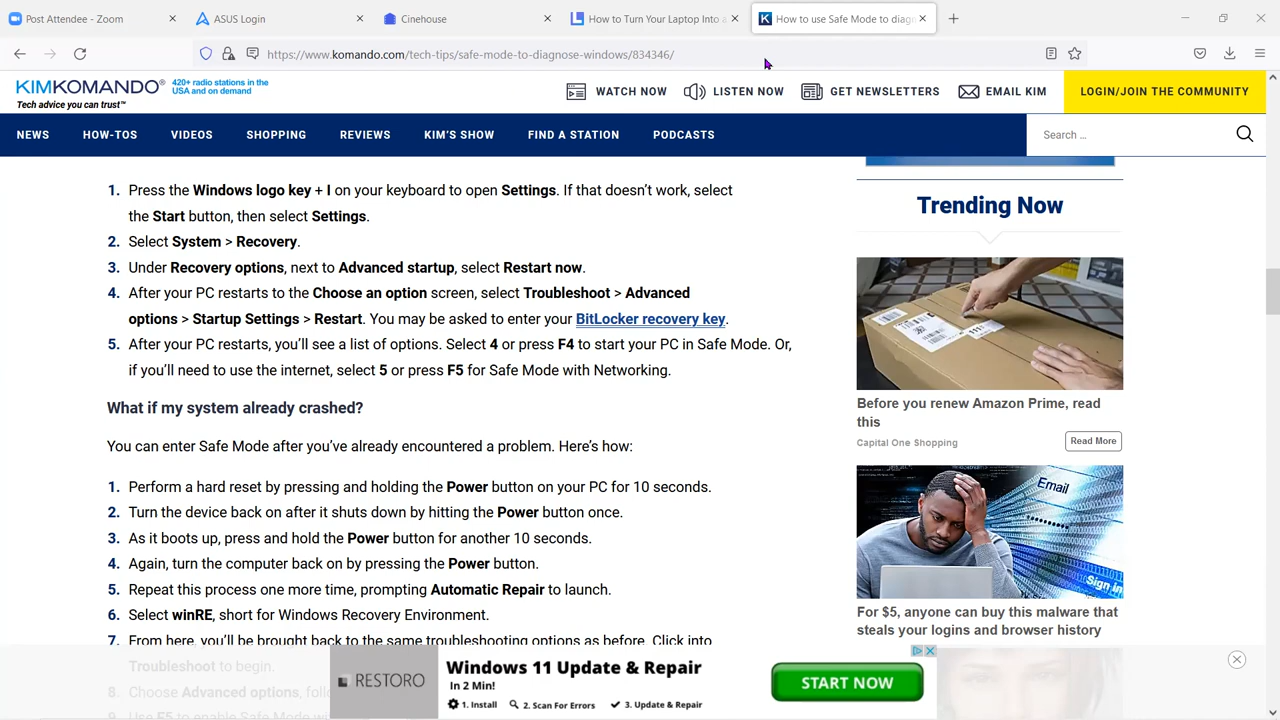 Post Attendee - Zoom
ASUS Login
Cinehouse
How to Turn Your Laptop Into a
How to use Safe Mode to diagn
https://www.komando.com/tech-tips/safe-mode-to-diagnose-windows/834346/
KIMKOMANDO® 420+ radio stations in the USA and on demand
Tech advice you can trust™
WATCH NOW LISTEN NOW GET NEWSLETTERS EMAIL KIM LOGIN/JOIN THE COMMUNITY
NEWS HOW-TOS VIDEOS SHOPPING REVIEWS KIM'S SHOW FIND A STATION PODCASTS Search ...
1. Press the Windows logo key + I on your keyboard to open Settings. If that doesn't work, select
the Start button, then select Settings.
2. Select System > Recovery.
3. Under Recovery options, next to Advanced startup, select Restart now.
4. After your PC restarts to the Choose an option screen, select Troubleshoot > Advanced
options > Startup Settings > Restart. You may be asked to enter your BitLocker recovery key.
5. After your PC restarts, you'll see a list of options. Select 4 or press F4 to start your PC in Safe Mode. Or,
if you'll need to use the internet, select 5 or press F5 for Safe Mode with Networking.
What if my system already crashed?
You can enter Safe Mode after you've already encountered a problem. Here's how:
1. Perform a hard reset by pressing and holding the Power button on your PC for 10 seconds.
2. Turn the device back on after it shuts down by hitting the Power button once.
3. As it boots up, press and hold the Power button for another 10 seconds.
4. Again, turn the computer back on by pressing the Power button.
5. Repeat this process one more time, prompting Automatic Repair to launch.
6. Select winRE, short for Windows Recovery Environment.
7. From here, you'll be brought back to the same troubleshooting options as before. Click into
Troubleshoot to begin.
8. Choose Advanced options, foll
9. Use F5 to enable Safe Mode wi
Trending Now
Before you renew Amazon Prime, read
this
Capital One Shopping
Read More
Email
Sign in
For $5, anyone can buy this malware that
steals your logins and browser history
RESTORO
Windows 11 Update & Repair
In 2 Min!
1. Install 2. Scan For Errors 3. Update & Repair
START NOW